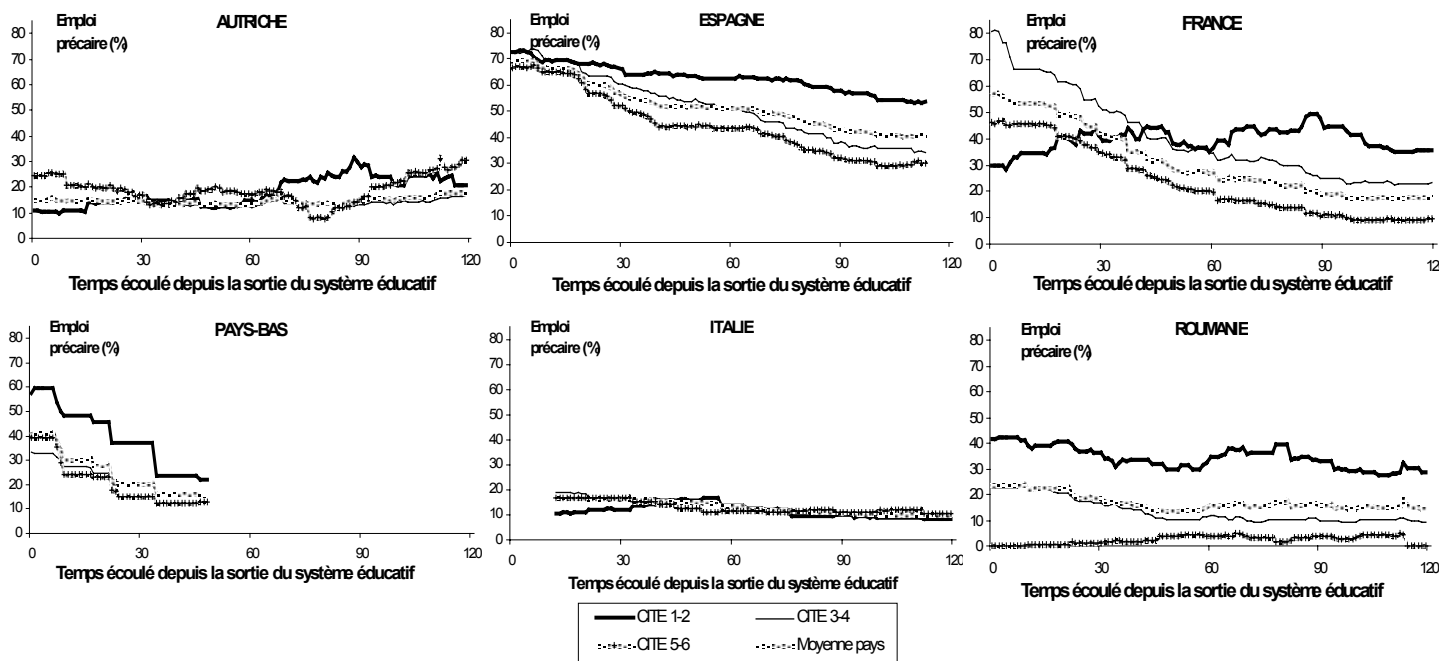 Emploi
précaire (%)
AUTRICHE
80
70
60
50
40
30
20
10
0
0 30 60 90 120
Temps écoulé depuis la sortie du système éducatif
Emploi
précaire (%)
ESPAGNE
80
70
60
50
40
30
20
10
0
0 30 60 90 120
Temps écoulé depuis la sortie du système éducatif
Emploi
précaire (%)
FRANCE
80
70
60
50
40
30
20
10
0
0 30 60 90 120
Temps écoulé depuis la sortie du système éducatif
Emploi
précaire (%)
PAYS-BAS
80
70
60
50
40
30
20
10
0
0 30 60 90 120
Temps écoulé depuis la sortie du système éducatif
Emploi
précaire (%)
ITALIE
80
70
60
50
40
30
20
10
0
0 30 60 90 120
Temps écoulé depuis la sortie du système éducatif
Emploi
précaire (%)
ROUMANIE
80
70
60
50
40
30
20
10
0
0 30 60 90 120
Temps écoulé depuis la sortie du système éducatif
CITE 1-2 CITE 3-4
CITE 5-6 Moyenne pays